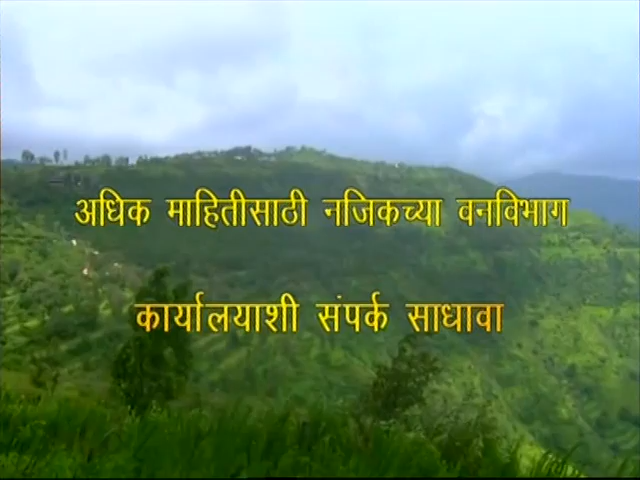 अधिक माहितीसाठी नजिकच्या वनविभाग
कार्यालयाशी संपर्क साधावा